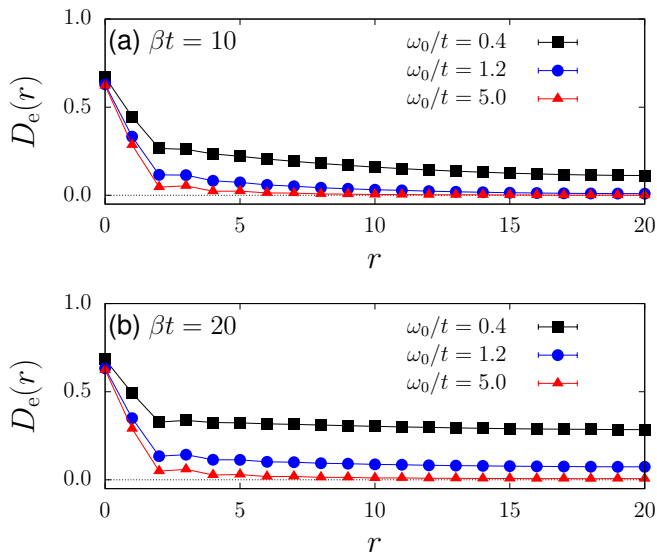 1.0
(a) βt = 10
ω₀/t = 0.4
ω₀/t = 1.2
ω₀/t = 5.0
Dₑ(r)
0.5
0.0
0 5 10 15 20
r
1.0
(b) βt = 20
ω₀/t = 0.4
ω₀/t = 1.2
ω₀/t = 5.0
Dₑ(r)
0.5
0.0
0 5 10 15 20
r